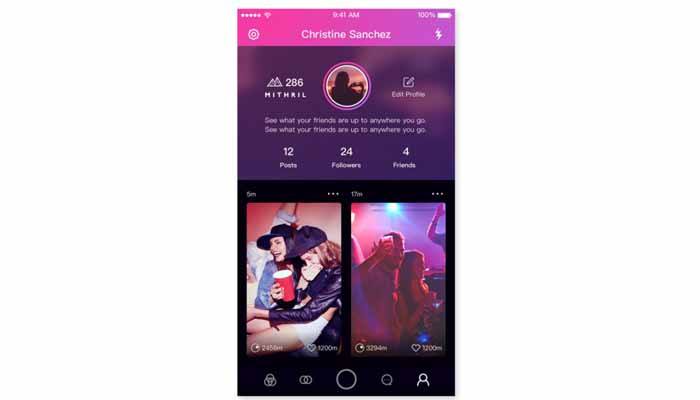 9:41 AM 100%
Christine Sanchez
286
MITHRIL
Edit Profile
See what your friends are up to anywhere you go.
See what your friends are up to anywhere you go.
12 24 4
Posts Followers Friends
5m 17m
2456m 1200m 3294m 1200m